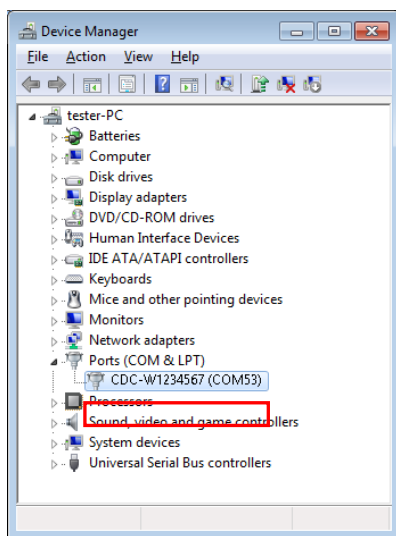 Device Manager
File Action View Help
tester-PC
Batteries
Computer
Disk drives
Display adapters
DVD/CD-ROM drives
Human Interface Devices
IDE ATA/ATAPI controllers
Keyboards
Mice and other pointing devices
Monitors
Network adapters
Ports (COM & LPT)
CDC-W1234567 (COM53)
Processors
Sound, video and game controllers
System devices
Universal Serial Bus controllers